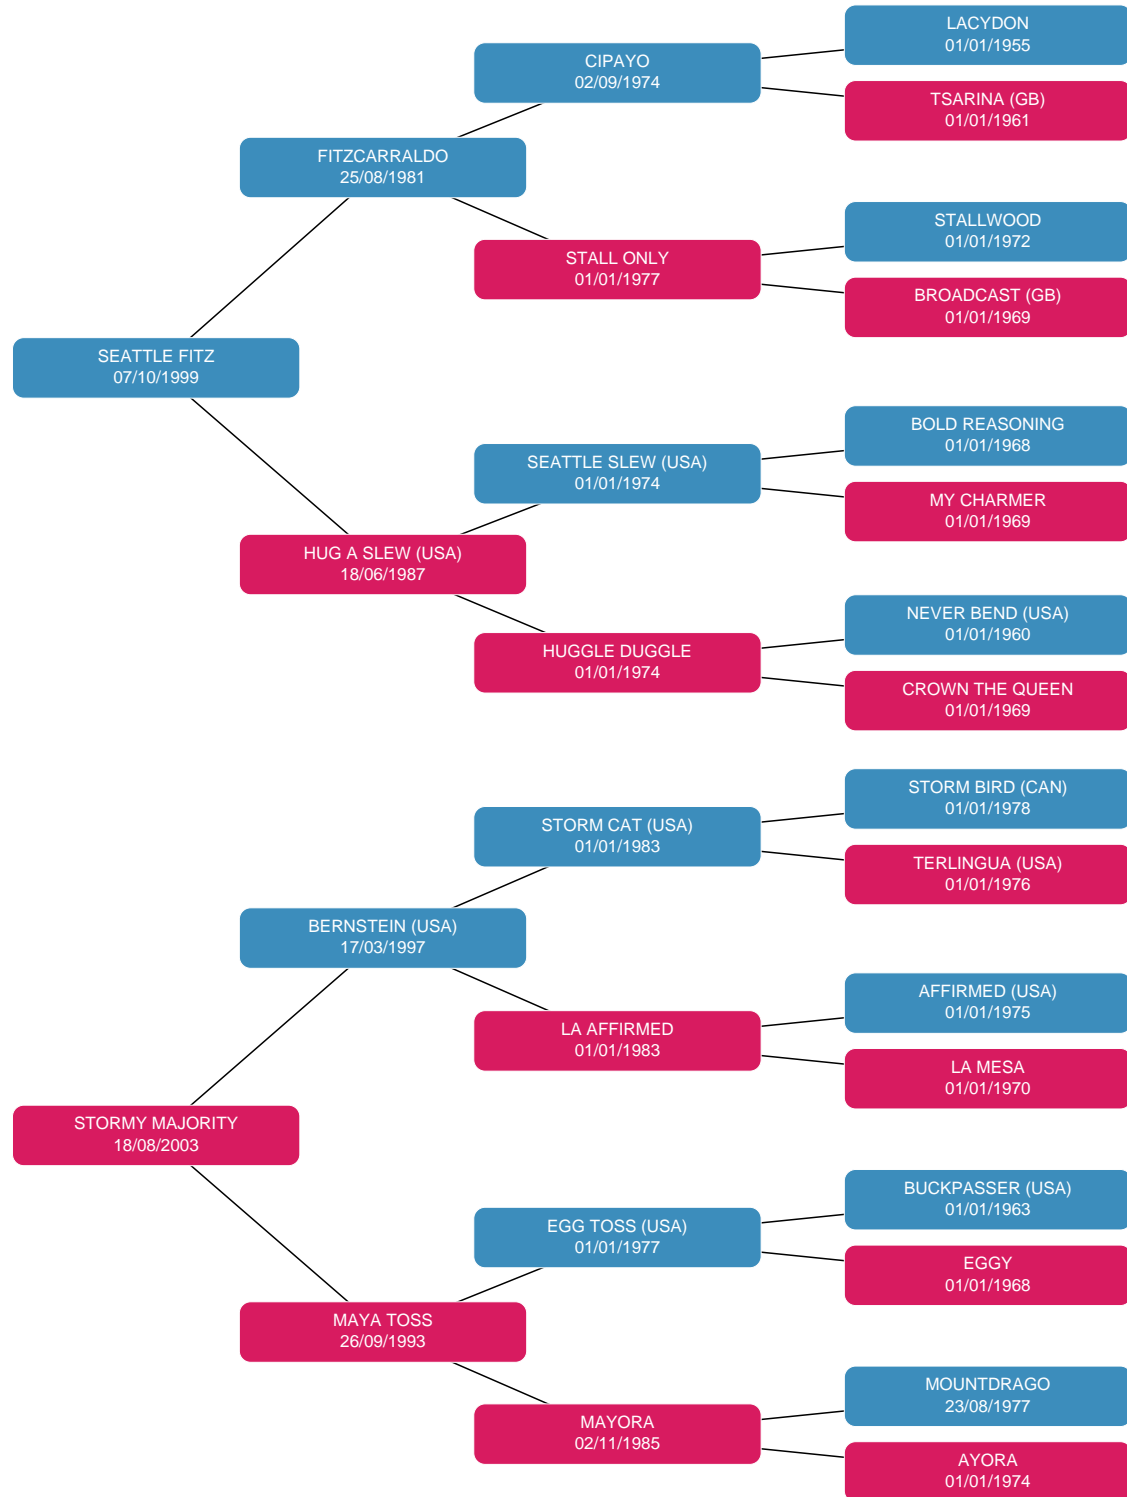 LACYDON
01/01/1955
CIPAYO
02/09/1974
TSARINA (GB)
01/01/1961
FITZCARRALDO
25/08/1981
STALLWOOD
01/01/1972
STALL ONLY
01/01/1977
BROADCAST (GB)
01/01/1969
SEATTLE FITZ
07/10/1999
BOLD REASONING
01/01/1968
SEATTLE SLEW (USA)
01/01/1974
MY CHARMER
01/01/1969
HUG A SLEW (USA)
18/06/1987
NEVER BEND (USA)
01/01/1960
HUGGLE DUGGLE
01/01/1974
CROWN THE QUEEN
01/01/1969
STORM BIRD (CAN)
01/01/1978
STORM CAT (USA)
01/01/1983
TERLINGUA (USA)
01/01/1976
BERNSTEIN (USA)
17/03/1997
AFFIRMED (USA)
01/01/1975
LA AFFIRMED
01/01/1983
LA MESA
01/01/1970
STORMY MAJORITY
18/08/2003
BUCKPASSER (USA)
01/01/1963
EGG TOSS (USA)
01/01/1977
EGGY
01/01/1968
MAYA TOSS
26/09/1993
MOUNTDRAGO
23/08/1977
MAYORA
02/11/1985
AYORA
01/01/1974